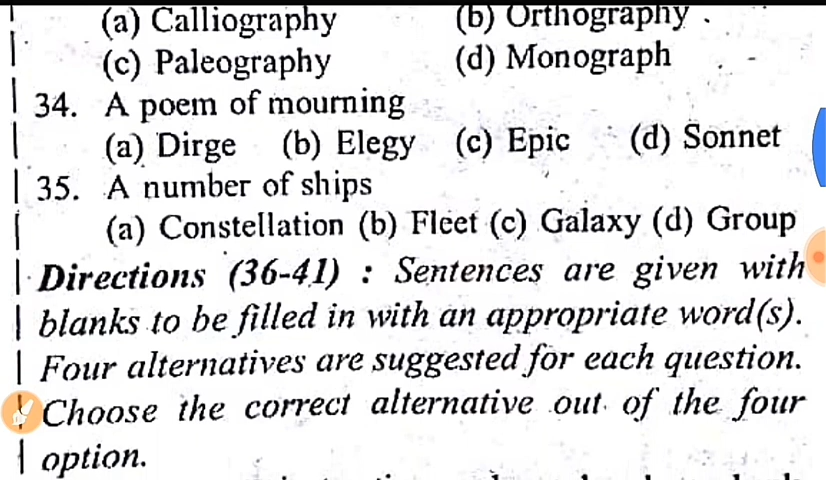 (a) Calliography (b) Orthography .
(c) Paleography (d) Monograph
34. A poem of mourning
(a) Dirge (b) Elegy (c) Epic (d) Sonnet
35. A number of ships
(a) Constellation (b) Fleet (c) Galaxy (d) Group
Directions (36-41) : Sentences are given with
blanks to be filled in with an appropriate word(s).
Four alternatives are suggested for each question.
Choose the correct alternative out of the four
option.